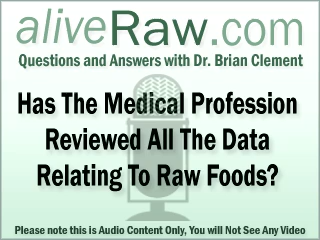 aliveRaw.com
Questions and Answers with Dr. Brian Clement
Has The Medical Profession
Reviewed All The Data
Relating To Raw Foods?
Please note this is Audio Content Only, You will Not See Any Video